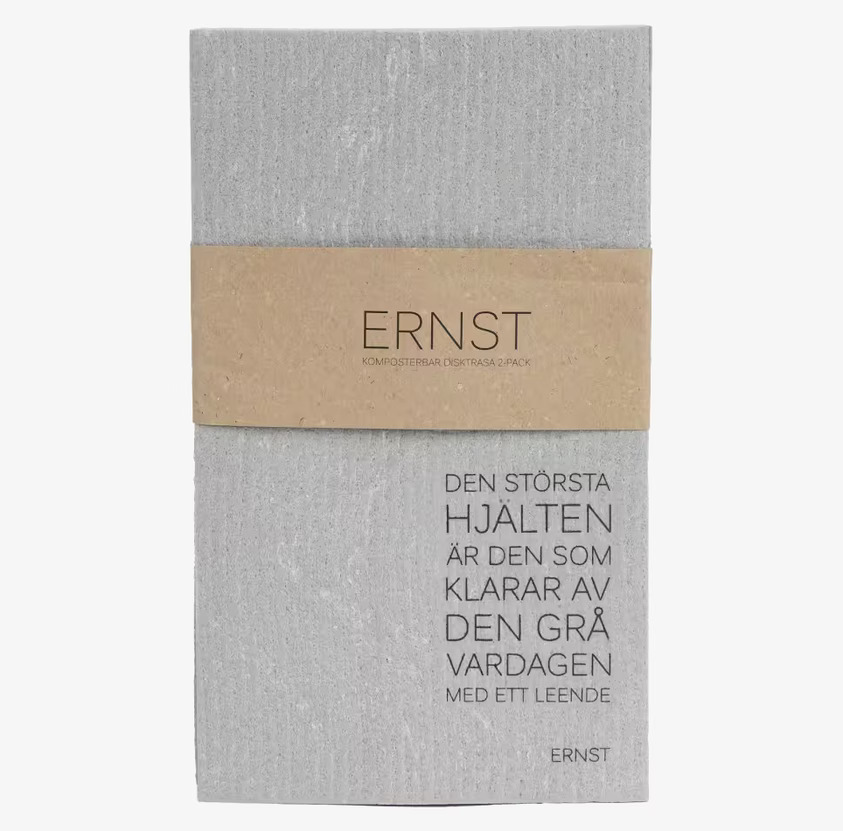 ERNST
KOMPOSTERBAR DISKTRASA 2-PACK
DEN STÖRSTA
HJÄLTEN
ÄR DEN SOM
KLARAR AV
DEN GRÅ
VARDAGEN
MED ETT LEENDE
ERNST